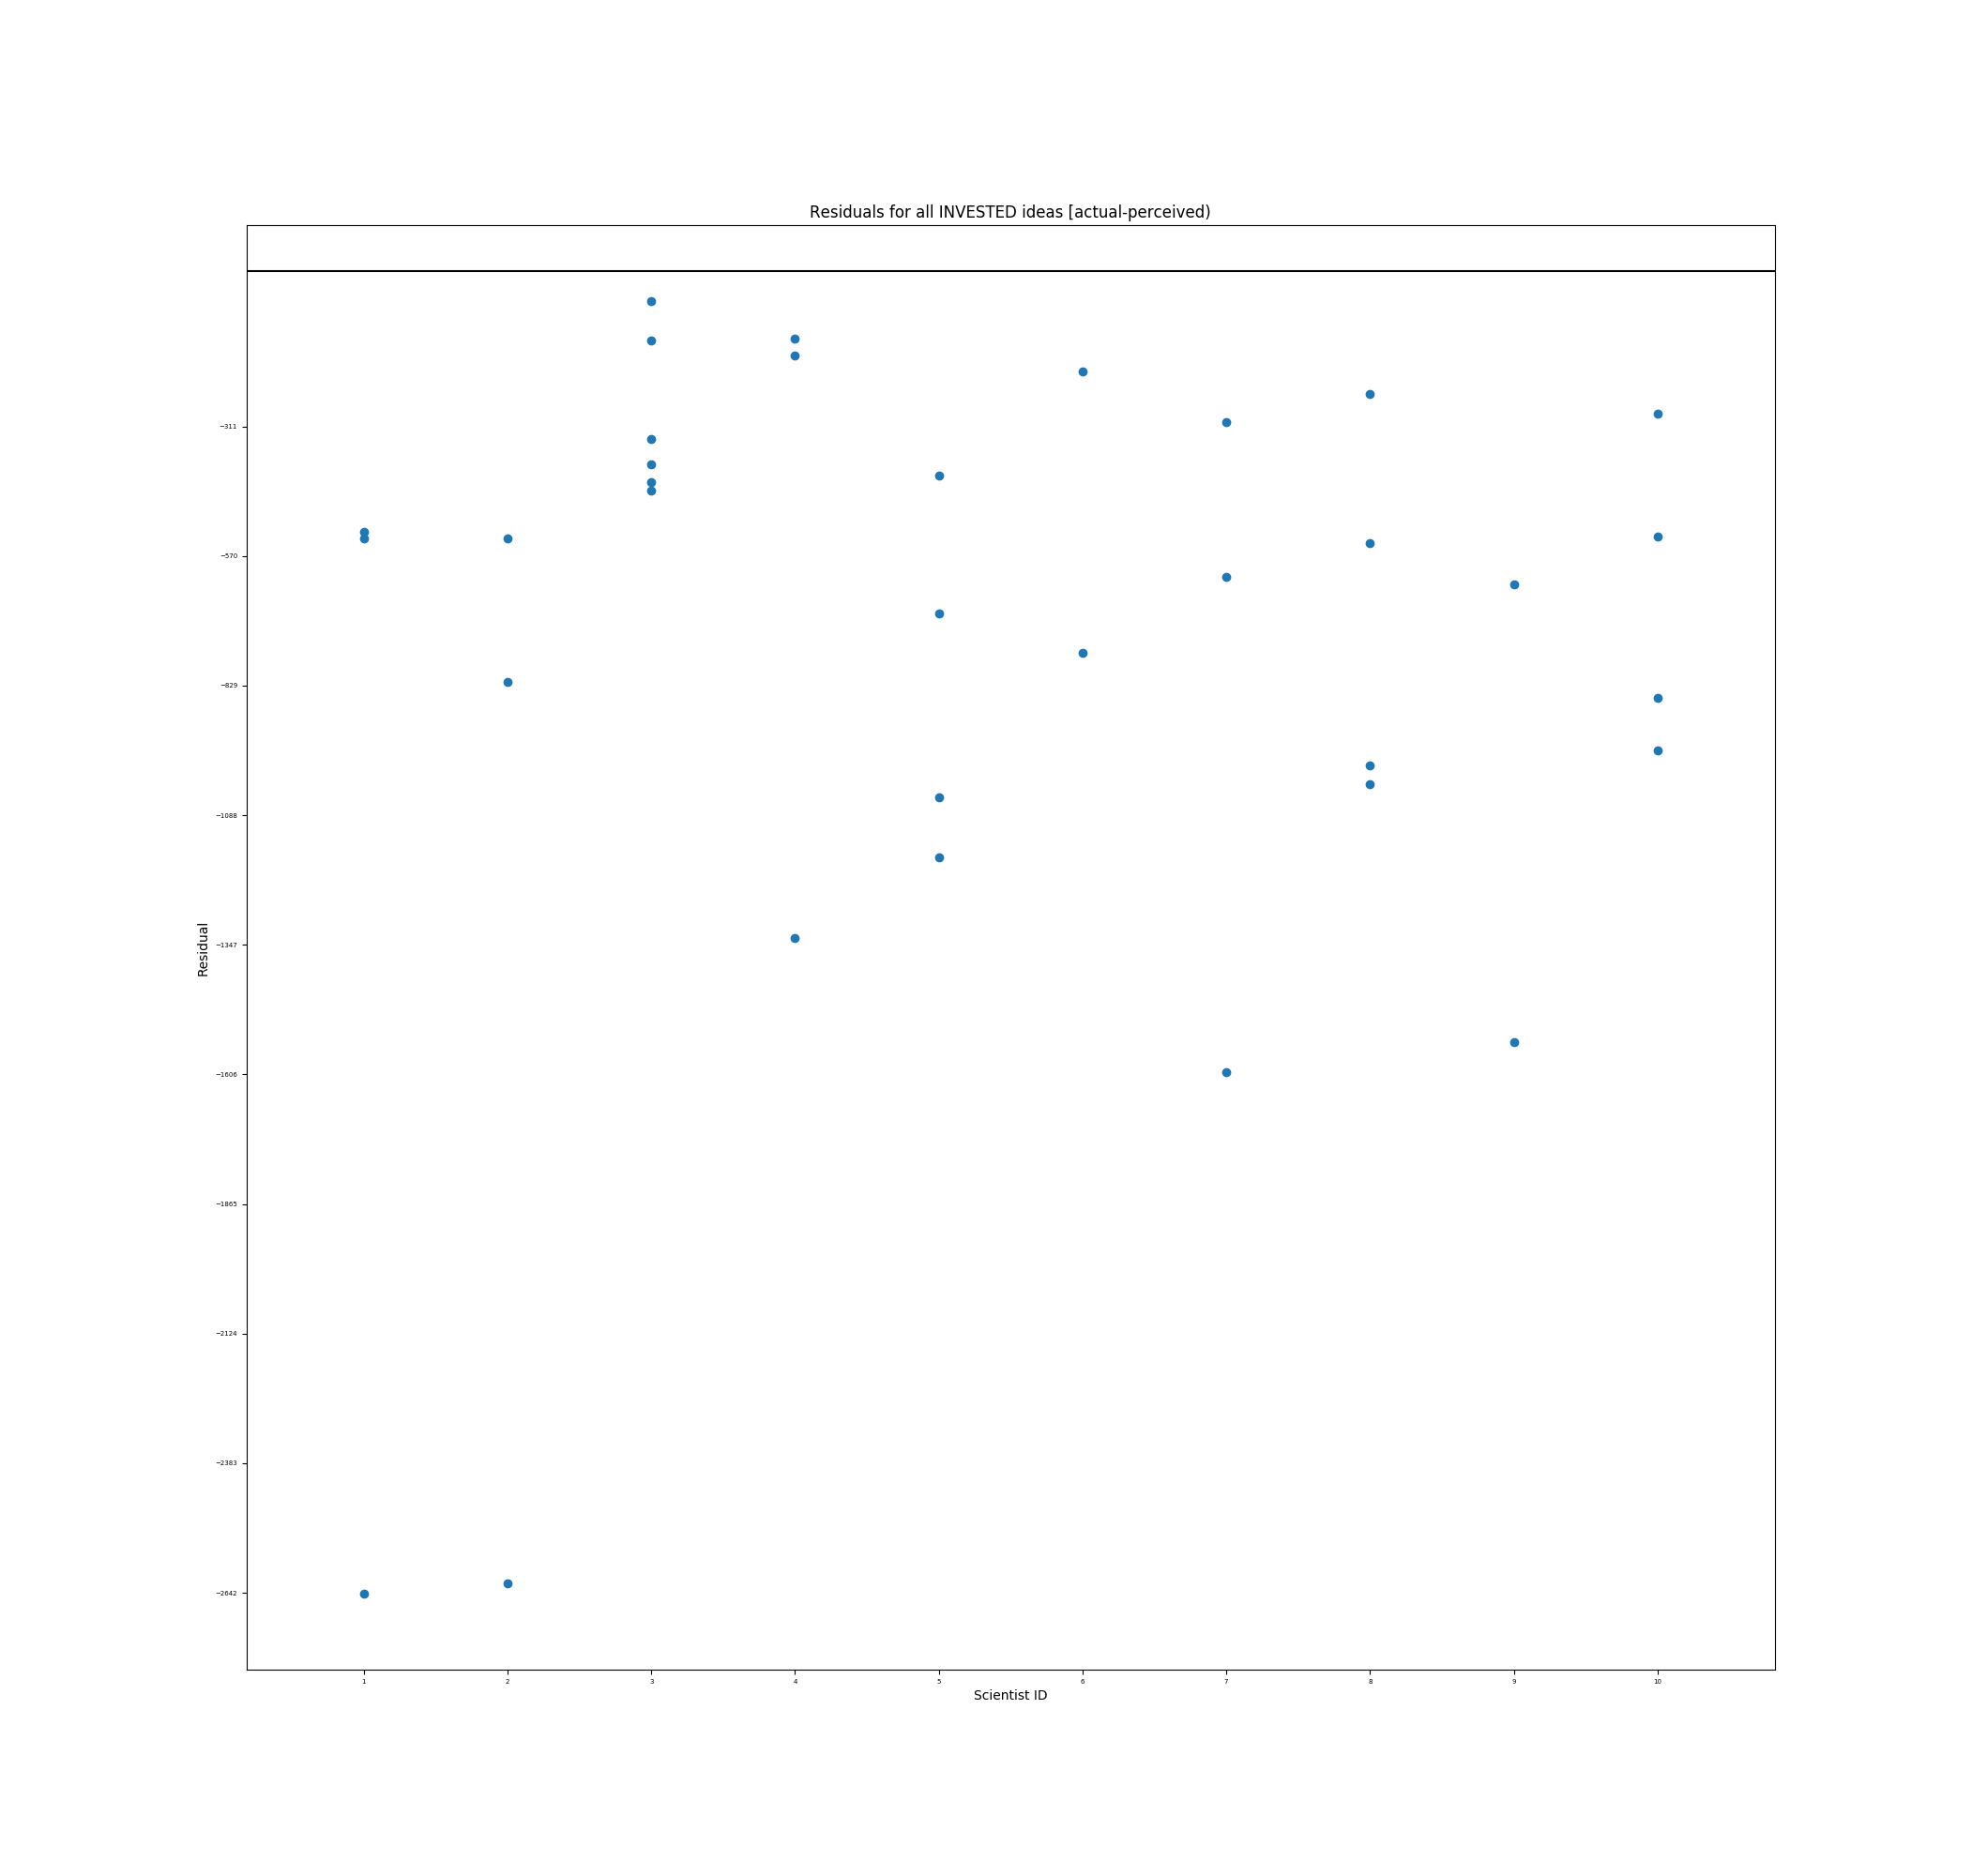 Residuals for all INVESTED ideas [actual-perceived)
−311
−570
−829
−1088
−1347
−1606
−1865
−2124
−2383
−2642
Residual
1 2 3 4 5 6 7 8 9 10
Scientist ID